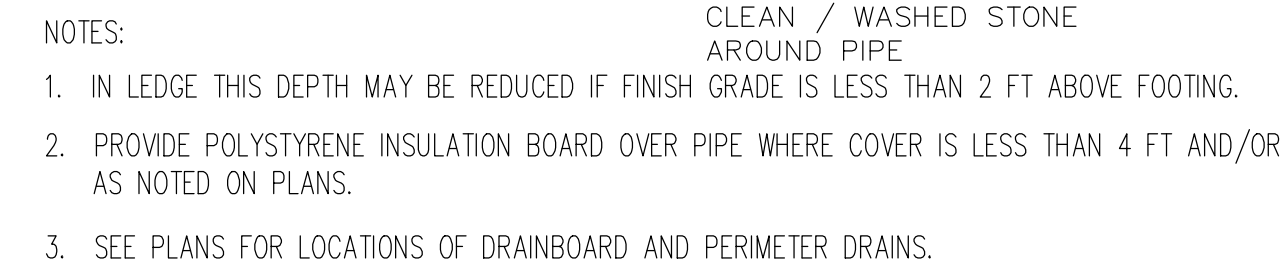 CLEAN / WASHED STONE
AROUND PIPE
NOTES:
1. IN LEDGE THIS DEPTH MAY BE REDUCED IF FINISH GRADE IS LESS THAN 2 FT ABOVE FOOTING.
2. PROVIDE POLYSTYRENE INSULATION BOARD OVER PIPE WHERE COVER IS LESS THAN 4 FT AND/OR
AS NOTED ON PLANS.
3. SEE PLANS FOR LOCATIONS OF DRAINBOARD AND PERIMETER DRAINS.